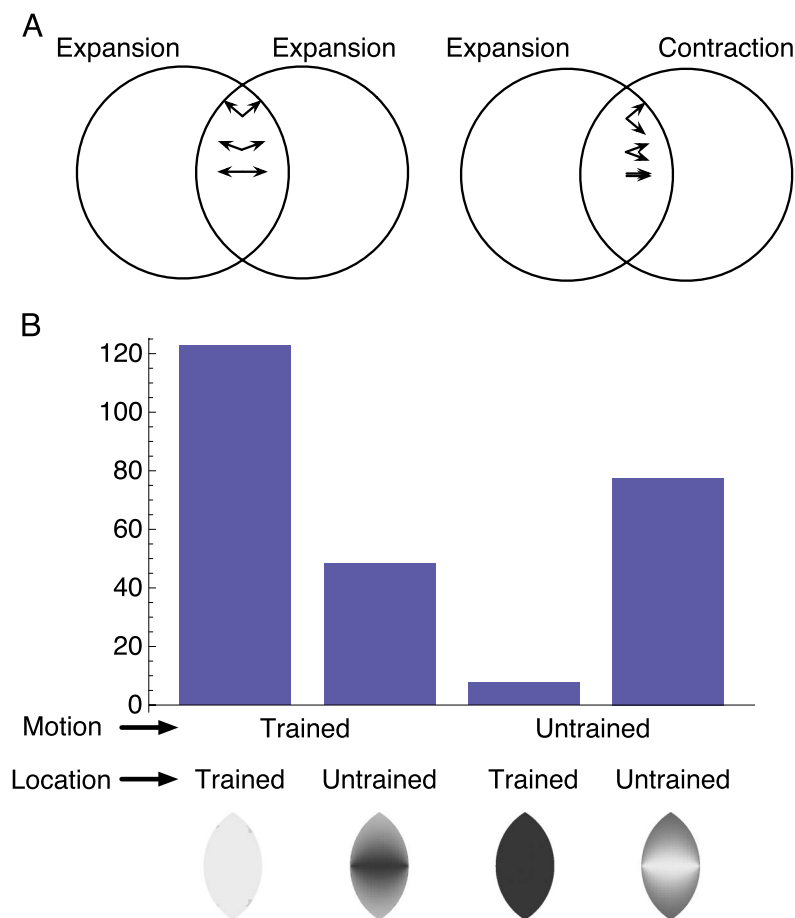 A
Expansion Expansion Expansion Contraction
B
120
100
80
60
40
20
0
Motion Trained Untrained
Location Trained Untrained Trained Untrained